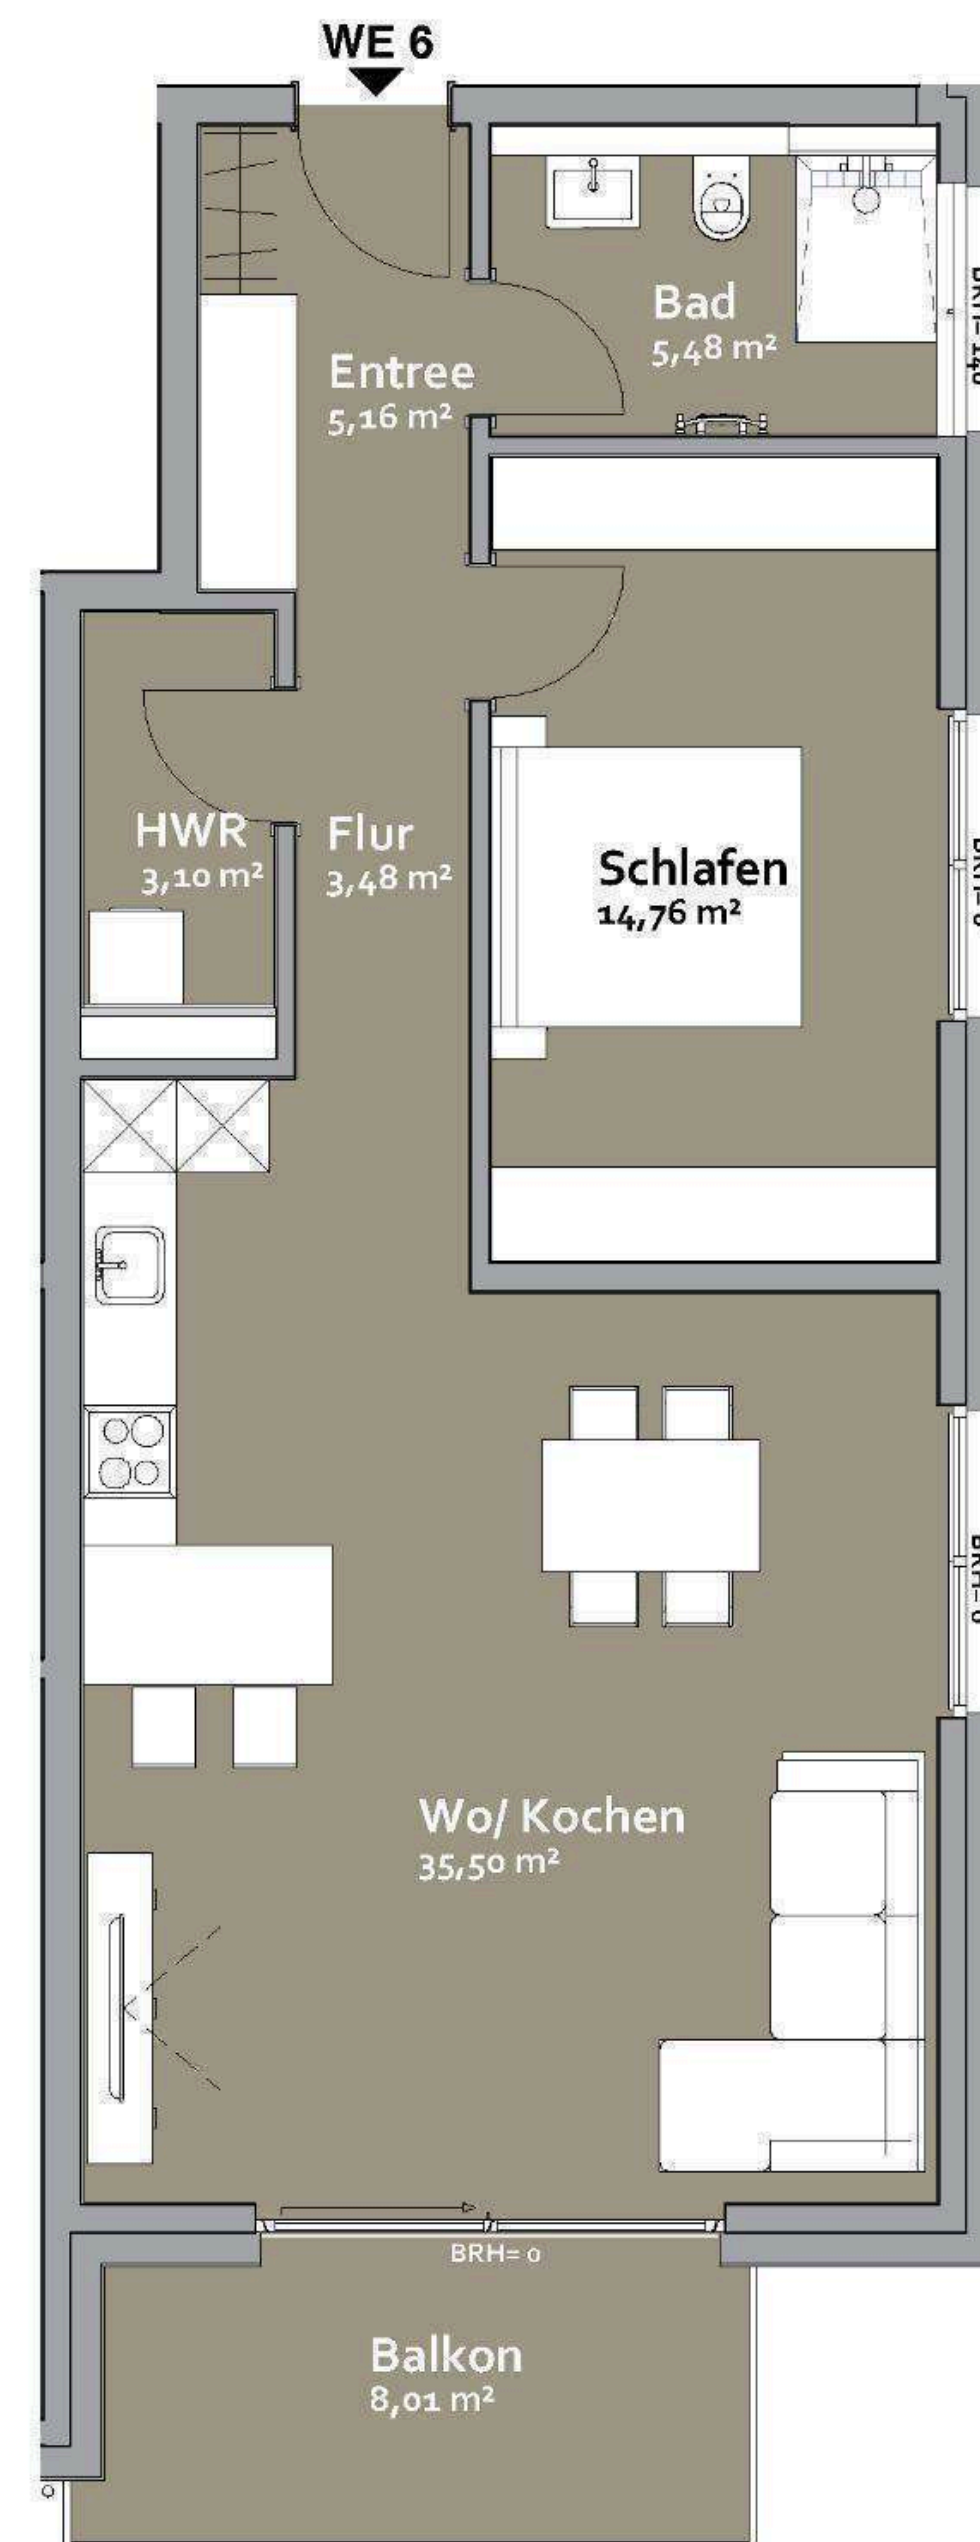 WE 6
Bad
5,48 m²
Entree
5,16 m²
HWR
3,10 m²
Flur
3,48 m²
Schlafen
14,76 m²
Wo/ Kochen
35,50 m²
BRH= 0
Balkon
8,01 m²